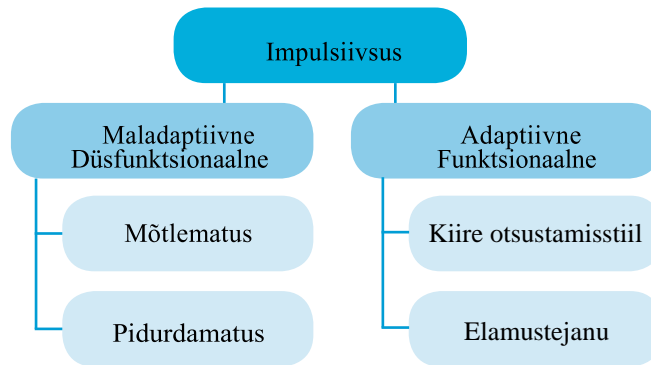 Impulsiivsus
Maladaptiivne
Düsfunktsionaalne
Adaptiivne
Funktsionaalne
Mõtlematus
Kiire otsustamisstiil
Pidurdamatus
Elamustejanu